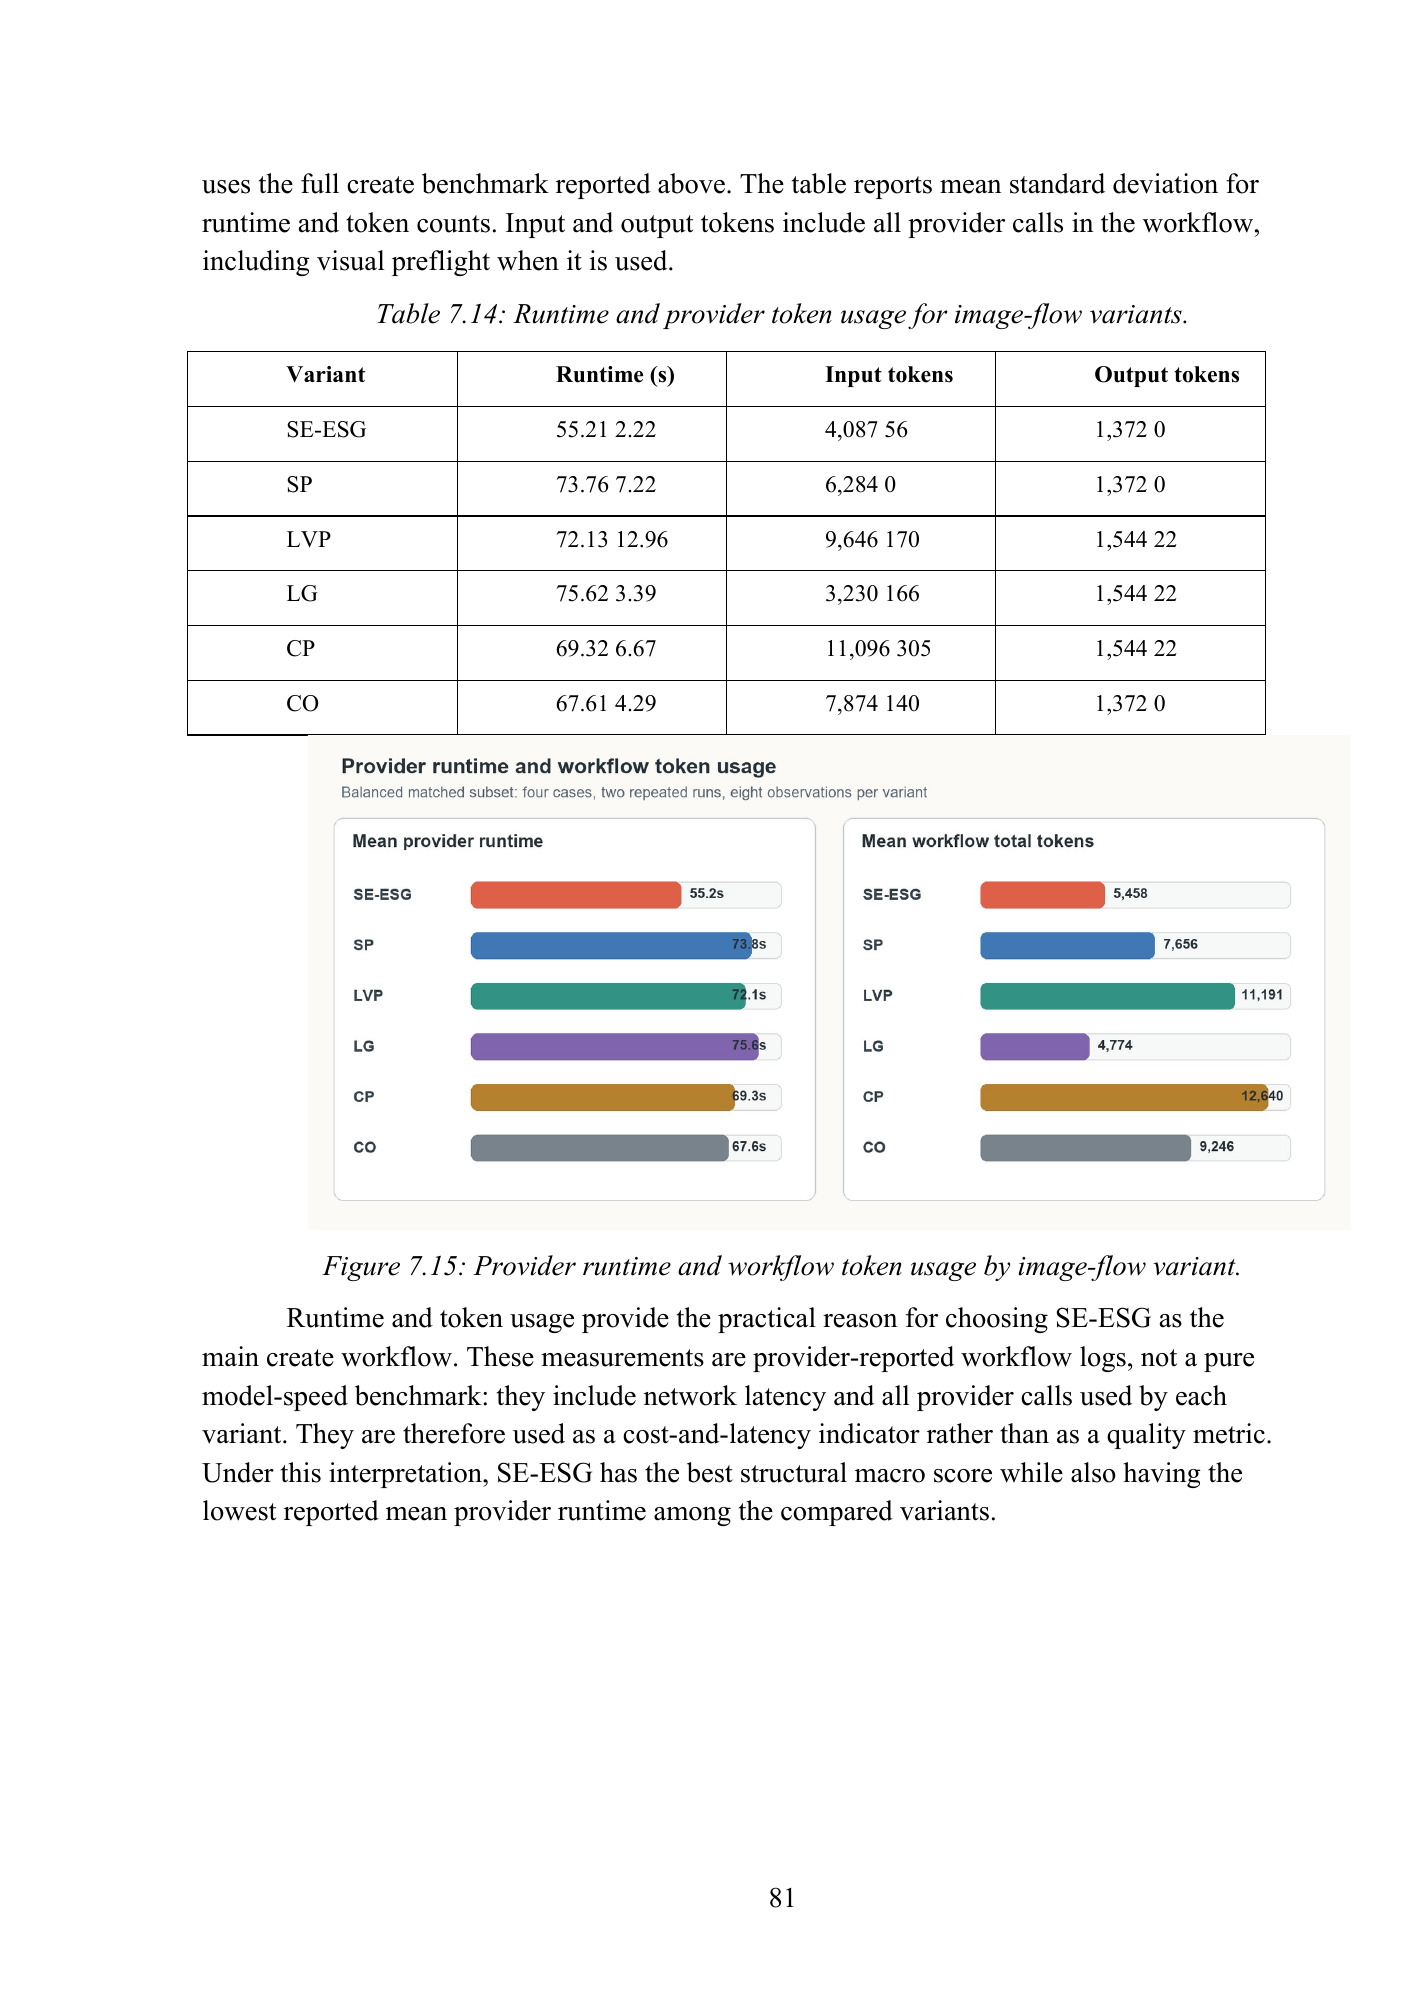 uses the full create benchmark reported above. The table reports mean standard deviation for
runtime and token counts. Input and output tokens include all provider calls in the workflow,
including visual preflight when it is used.
Table 7.14: Runtime and provider token usage for image-flow variants.
Variant Runtime (s) Input tokens Output tokens
SE-ESG 55.21 2.22 4,087 56 1,372 0
SP 73.76 7.22 6,284 0 1,372 0
LVP 72.13 12.96 9,646 170 1,544 22
LG 75.62 3.39 3,230 166 1,544 22
CP 69.32 6.67 11,096 305 1,544 22
CO 67.61 4.29 7,874 140 1,372 0
Provider runtime and workflow token usage
Balanced matched subset: four cases, two repeated runs, eight observations per variant
Mean provider runtime
SE-ESG 55.2s
SP 73.8s
LVP 72.1s
LG 75.6s
CP 69.3s
CO 67.6s
Mean workflow total tokens
SE-ESG 5,458
SP 7,656
LVP 11,191
LG 4,774
CP 12,640
CO 9,246
Figure 7.15: Provider runtime and workflow token usage by image-flow variant.
Runtime and token usage provide the practical reason for choosing SE-ESG as the
main create workflow. These measurements are provider-reported workflow logs, not a pure
model-speed benchmark: they include network latency and all provider calls used by each
variant. They are therefore used as a cost-and-latency indicator rather than as a quality metric.
Under this interpretation, SE-ESG has the best structural macro score while also having the
lowest reported mean provider runtime among the compared variants.
81